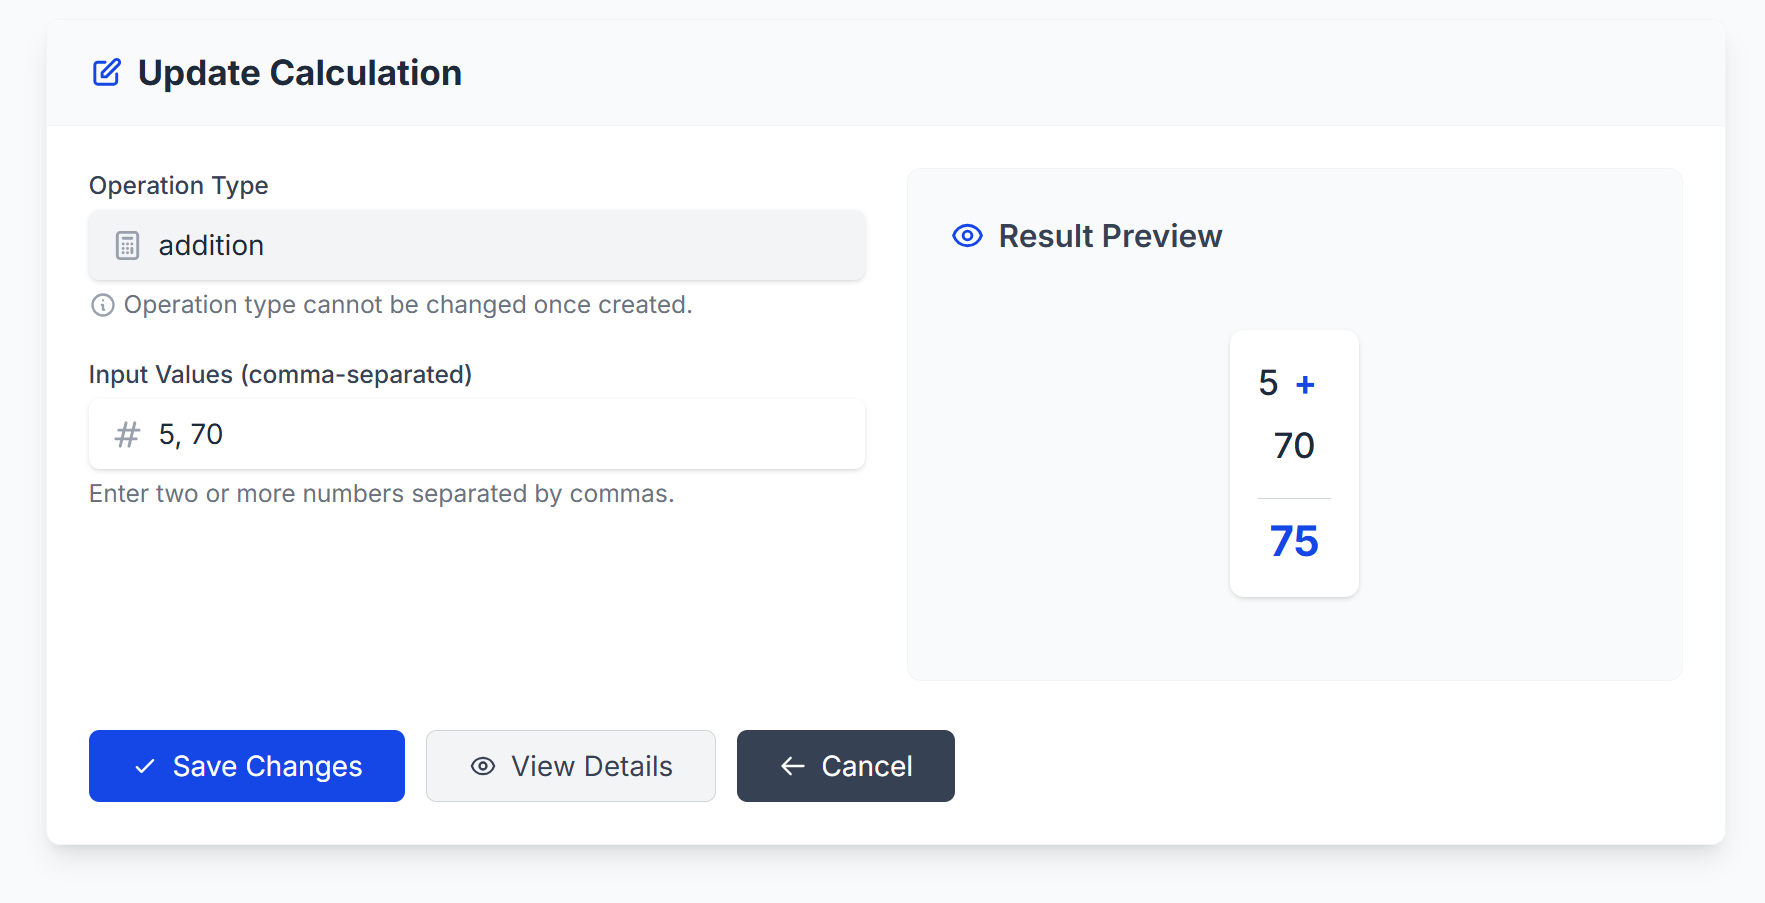 Update Calculation
Operation Type
addition
Operation type cannot be changed once created.
Input Values (comma-separated)
# 5, 70
Enter two or more numbers separated by commas.
Result Preview
5 +
70
75
Save Changes
View Details
Cancel